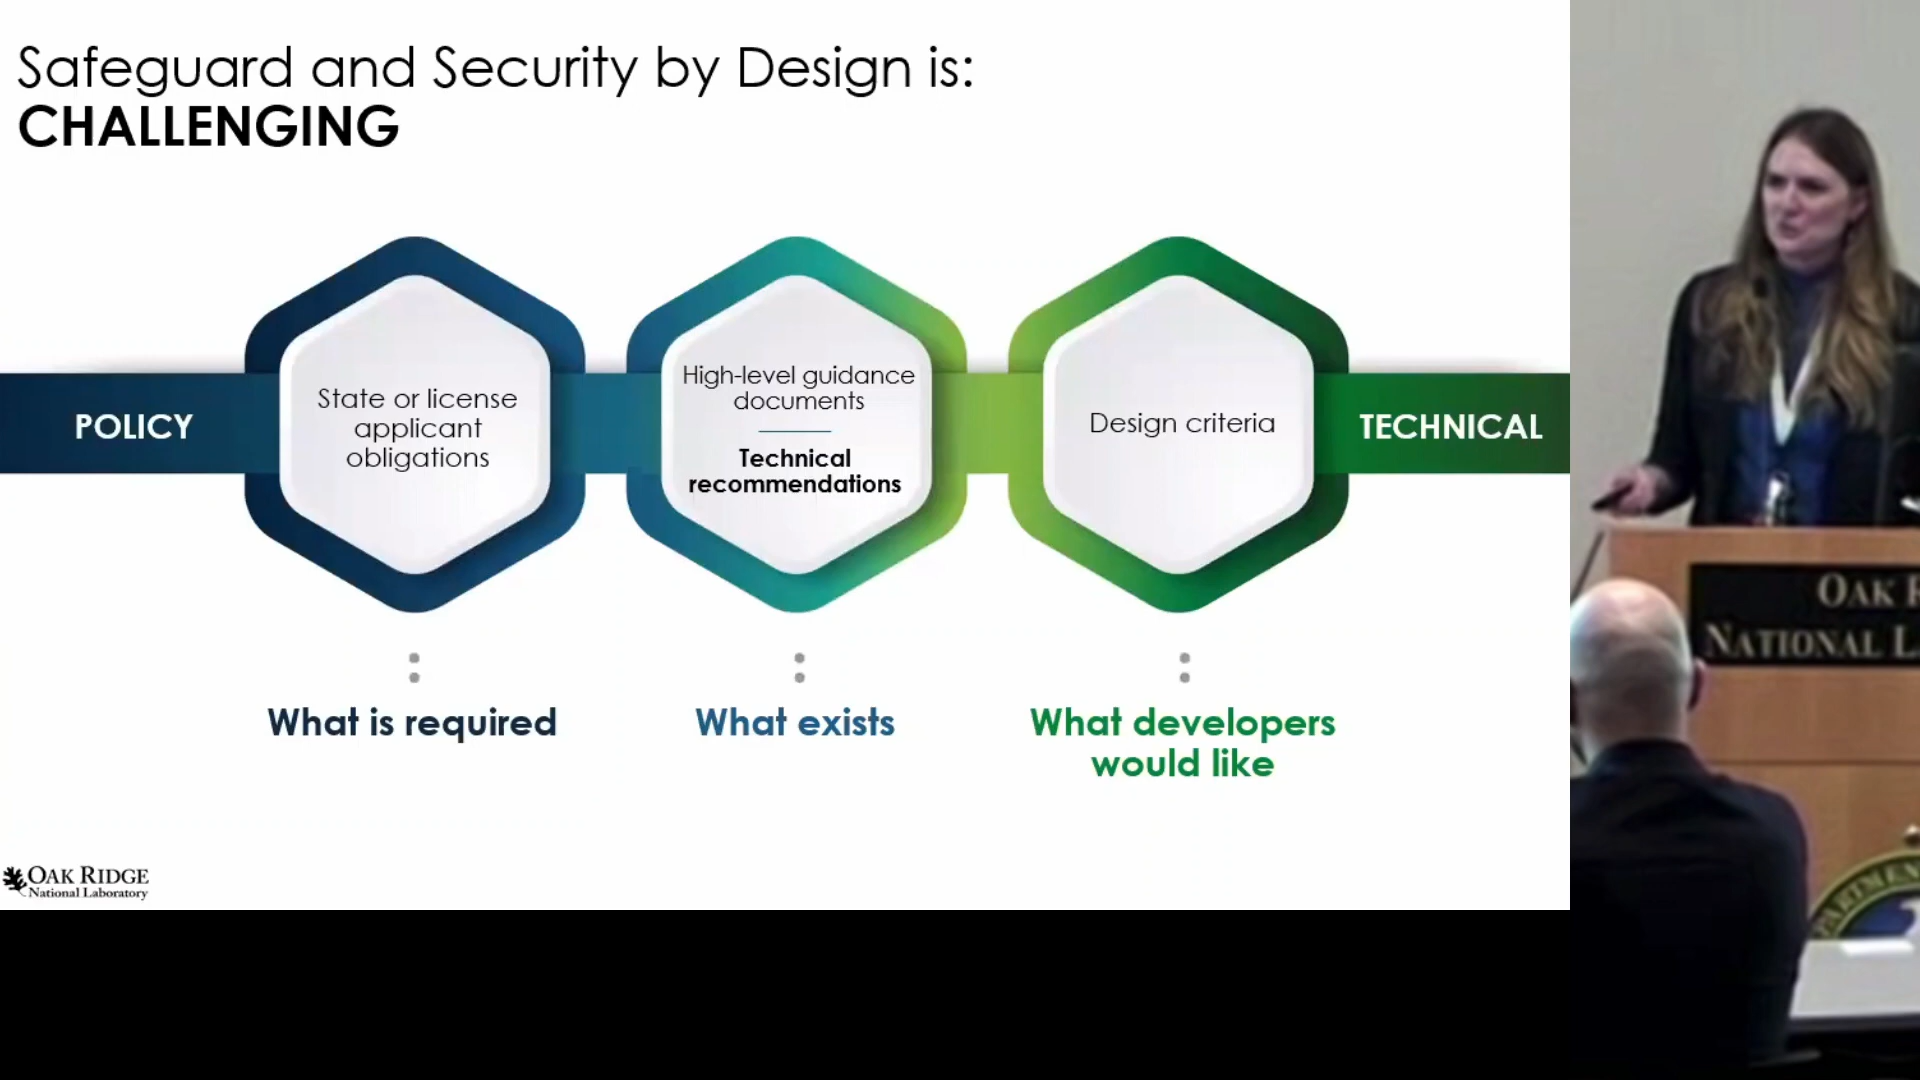 Safeguard and Security by Design is:
CHALLENGING
POLICY
State or license
applicant
obligations
High-level guidance
documents
Technical
recommendations
Design criteria
TECHNICAL
What is required
What exists
What developers
would like
OAK RIDGE
National Laboratory
OAK
NATIONAL